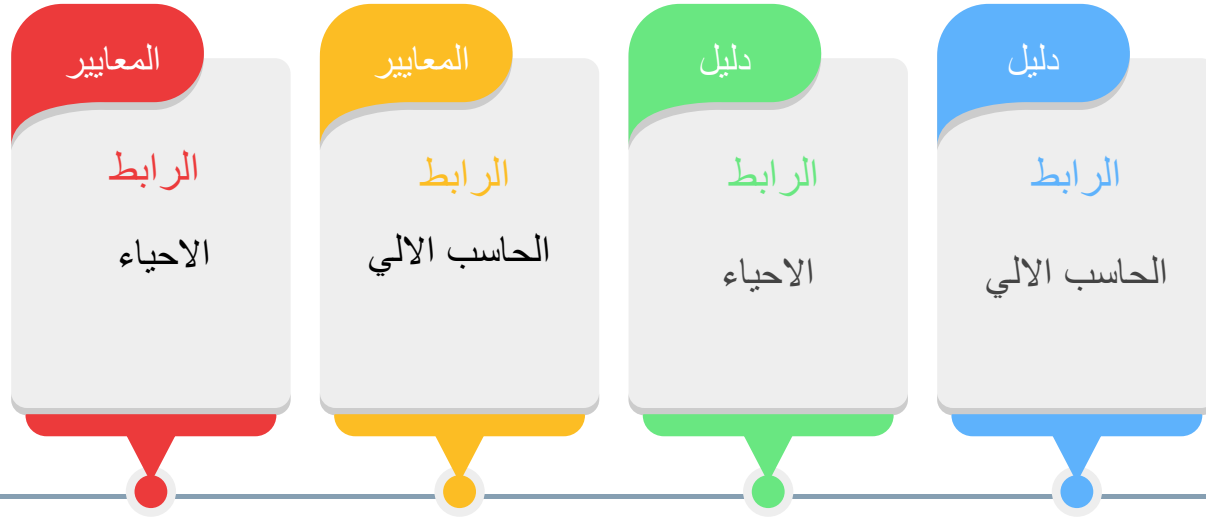 دليل
الرابط
الحاسب الالي
دليل
الرابط
الاحياء
المعايير
الرابط
الحاسب الالي
المعايير
الرابط
الاحياء